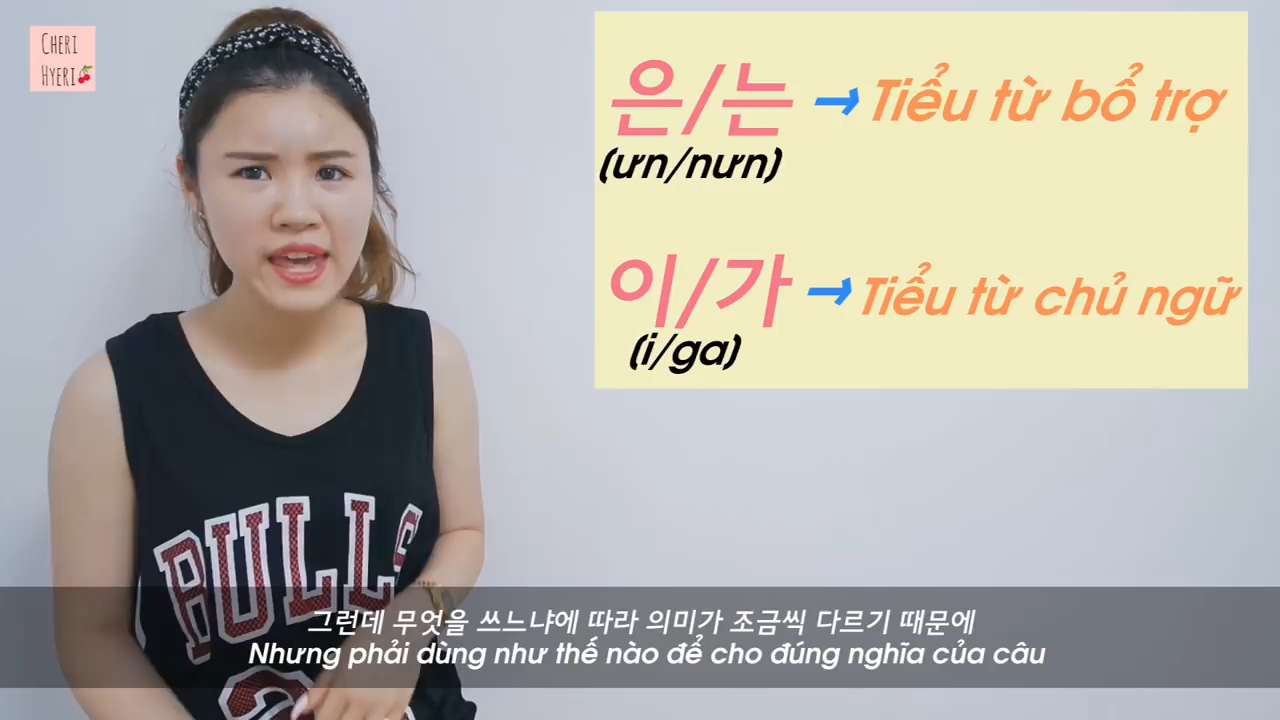 CHERI
HYERI
은/는 → Tiểu từ bổ trợ
(ưn/nưn)
이/가 → Tiểu từ chủ ngữ
(i/ga)
BULLS
그런데 무엇을 쓰느냐에 따라 의미가 조금씩 다르기 때문에
Nhưng phải dùng như thế nào để cho đúng nghĩa của câu